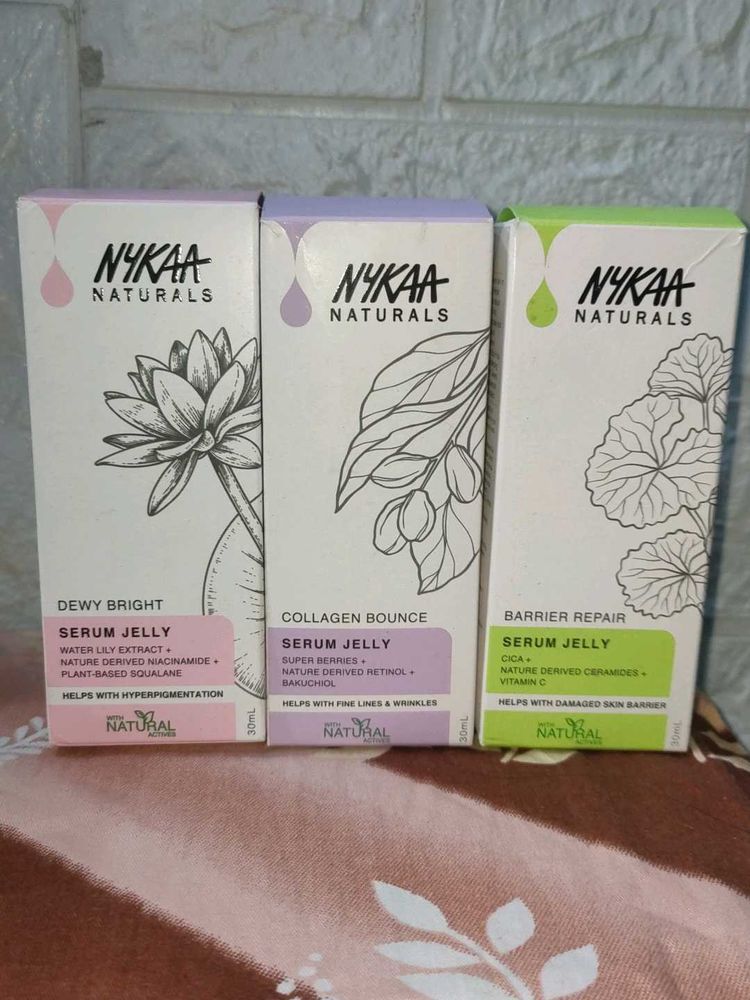 NYKAA
NATURALS
DEWY BRIGHT
SERUM JELLY
WATER LILY EXTRACT +
NATURE DERIVED NIACINAMIDE +
PLANT-BASED SQUALANE
HELPS WITH HYPERPIGMENTATION
WITH
NATURAL
ACTIVES
30mL
NYKAA
NATURALS
COLLAGEN BOUNCE
SERUM JELLY
SUPER BERRIES +
NATURE DERIVED RETINOL +
BAKUCHIOL
HELPS WITH FINE LINES & WRINKLES
WITH
NATURAL
ACTIVES
30mL
NYKAA
NATURALS
BARRIER REPAIR
SERUM JELLY
CICA +
NATURE DERIVED CERAMIDES +
VITAMIN C
HELPS WITH DAMAGED SKIN BARRIER
WITH
NATURAL
ACTIVES
30mL